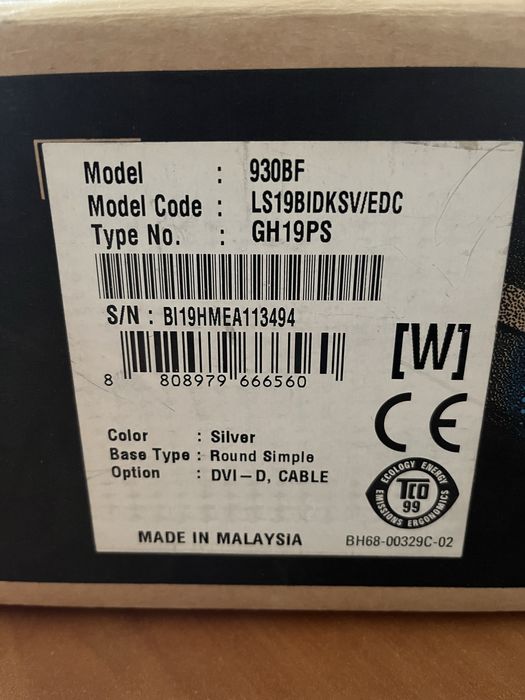 Model : 930BF
Model Code : LS19BIDKSV/EDC
Type No. : GH19PS
S/N : BI19HMEA113494
8 808979 666560
[W]
CE
Color : Silver
Base Type : Round Simple
Option : DVI-D, CABLE
ECOLOGY ENERGY
TCO
99
EMISSIONS ERGONOMICS
MADE IN MALAYSIA
BH68-00329C-02